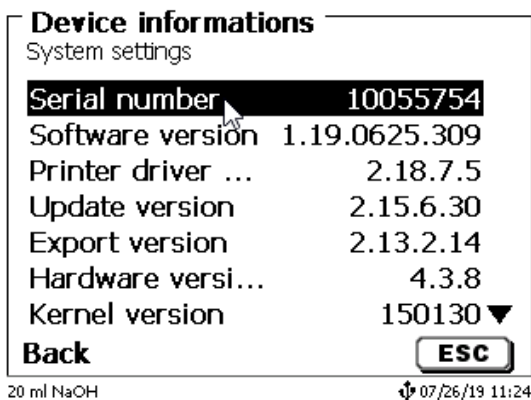 Device informations
System settings
Serial number 10055754
Software version 1.19.0625.309
Printer driver ... 2.18.7.5
Update version 2.15.6.30
Export version 2.13.2.14
Hardware versi... 4.3.8
Kernel version 150130
Back ESC
20 ml NaOH 07/26/19 11:24